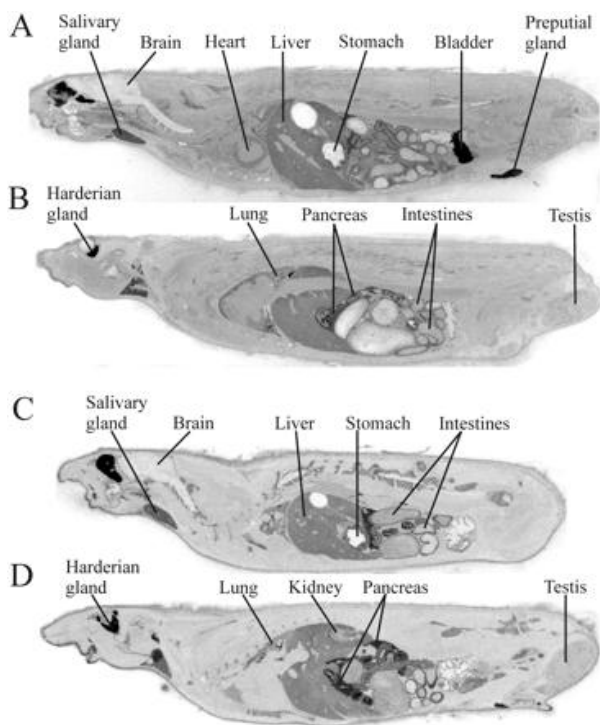 A
Salivary
gland
Brain
Heart
Liver
Stomach
Bladder
Preputial
gland
B
Harderian
gland
Lung
Pancreas
Intestines
Testis
C
Salivary
gland
Brain
Liver
Stomach
Intestines
D
Harderian
gland
Lung
Kidney
Pancreas
Testis